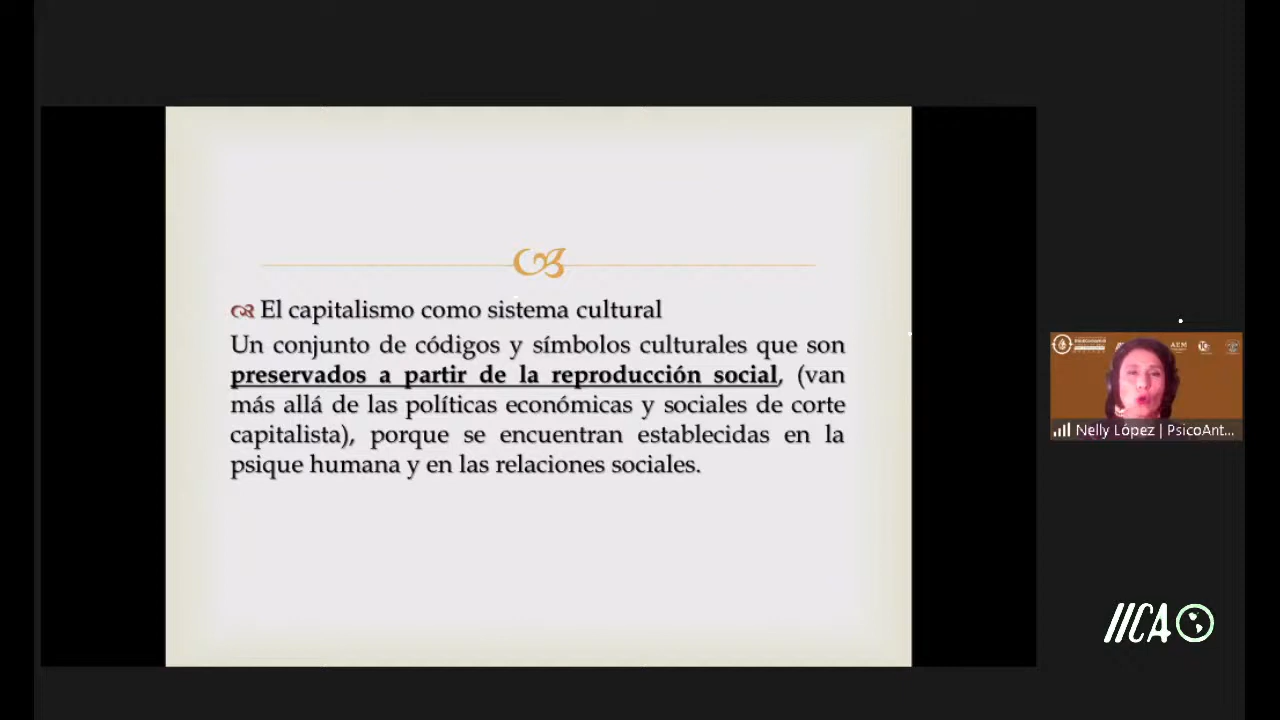 El capitalismo como sistema cultural
Un conjunto de códigos y símbolos culturales que son
preservados a partir de la reproducción social, (van
más allá de las políticas económicas y sociales de corte
capitalista), porque se encuentran establecidas en la
psique humana y en las relaciones sociales.
Nelly López | PsicoAnt...
IICA